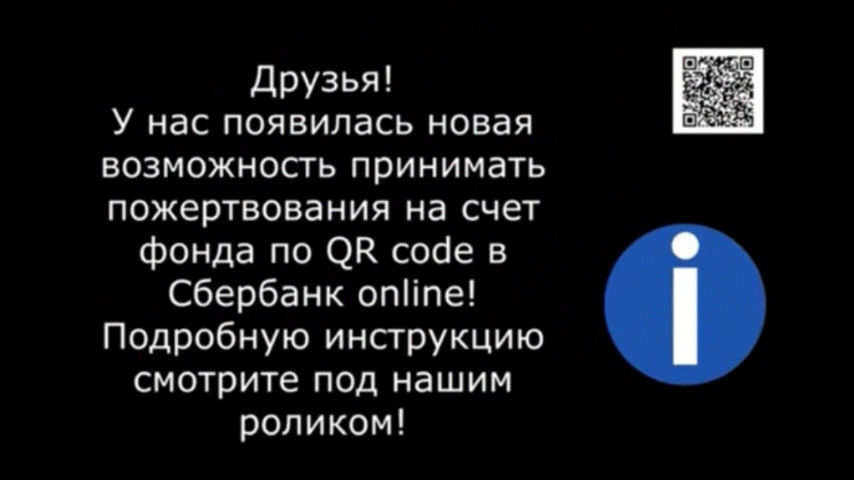 Друзья!
У нас появилась новая
возможность принимать
пожертвования на счет
фонда по QR code в
Сбербанк online!
Подробную инструкцию
смотрите под нашим
роликом!
i